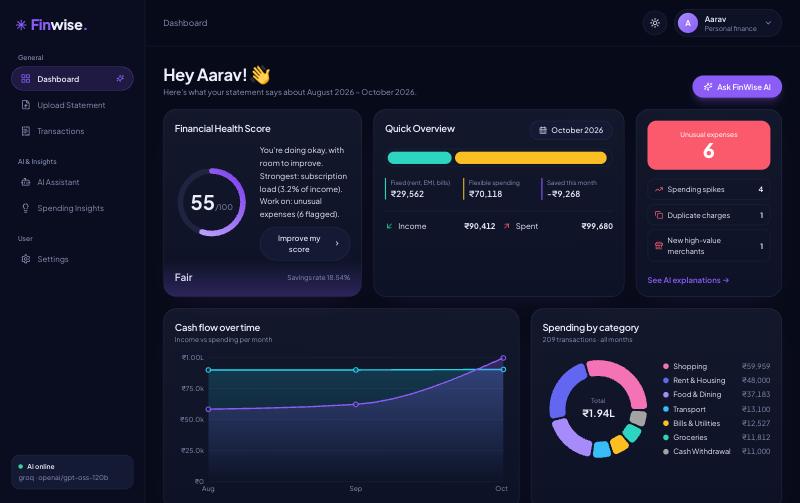 Finwise.
Dashboard
A
Aarav
Personal finance
General
Dashboard
Upload Statement
Transactions
AI & Insights
AI Assistant
Spending Insights
User
Settings
AI online
groq · openai/gpt-oss-120b
Hey Aarav! 👋
Here's what your statement says about August 2026 – October 2026.
Ask FinWise AI
Financial Health Score
55/100
You're doing okay, with
room to improve.
Strongest: subscription
load (3.2% of income).
Work on: unusual
expenses (6 flagged).
Improve my
score
Fair
Savings rate 18.54%
Quick Overview
October 2026
Fixed (rent, EMI, bills)
₹29,562
Flexible spending
₹70,118
Saved this month
-₹9,268
Income
₹90,412
Spent
₹99,680
Unusual expenses
6
Spending spikes 4
Duplicate charges 1
New high-value
merchants
1
See AI explanations →
Cash flow over time
Income vs spending per month
₹1.00L
₹75.0k
₹50.0k
₹25.0k
₹0
Aug Sep Oct
Spending by category
209 transactions · all months
Total
₹1.94L
Shopping ₹59,959
Rent & Housing ₹48,000
Food & Dining ₹37,183
Transport ₹13,100
Bills & Utilities ₹12,527
Groceries ₹11,812
Cash Withdrawal ₹11,000